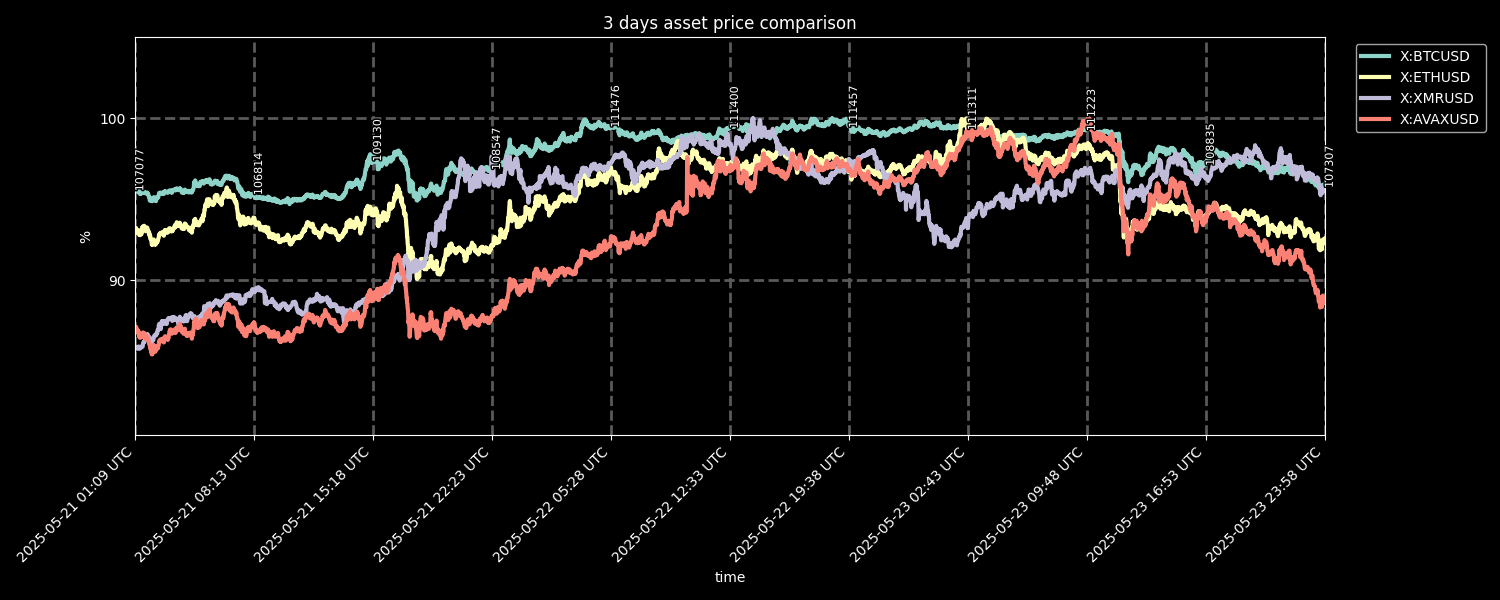 3 days asset price comparison
X:BTCUSD
X:ETHUSD
X:XMRUSD
X:AVAXUSD
100
90
%
107077
106814
109130
108547
111476
111400
111457
111311
111223
108835
107307
2025-05-21 01:09 UTC
2025-05-21 08:13 UTC
2025-05-21 15:18 UTC
2025-05-21 22:23 UTC
2025-05-22 05:28 UTC
2025-05-22 12:33 UTC
2025-05-22 19:38 UTC
2025-05-23 02:43 UTC
2025-05-23 09:48 UTC
2025-05-23 16:53 UTC
2025-05-23 23:58 UTC
time